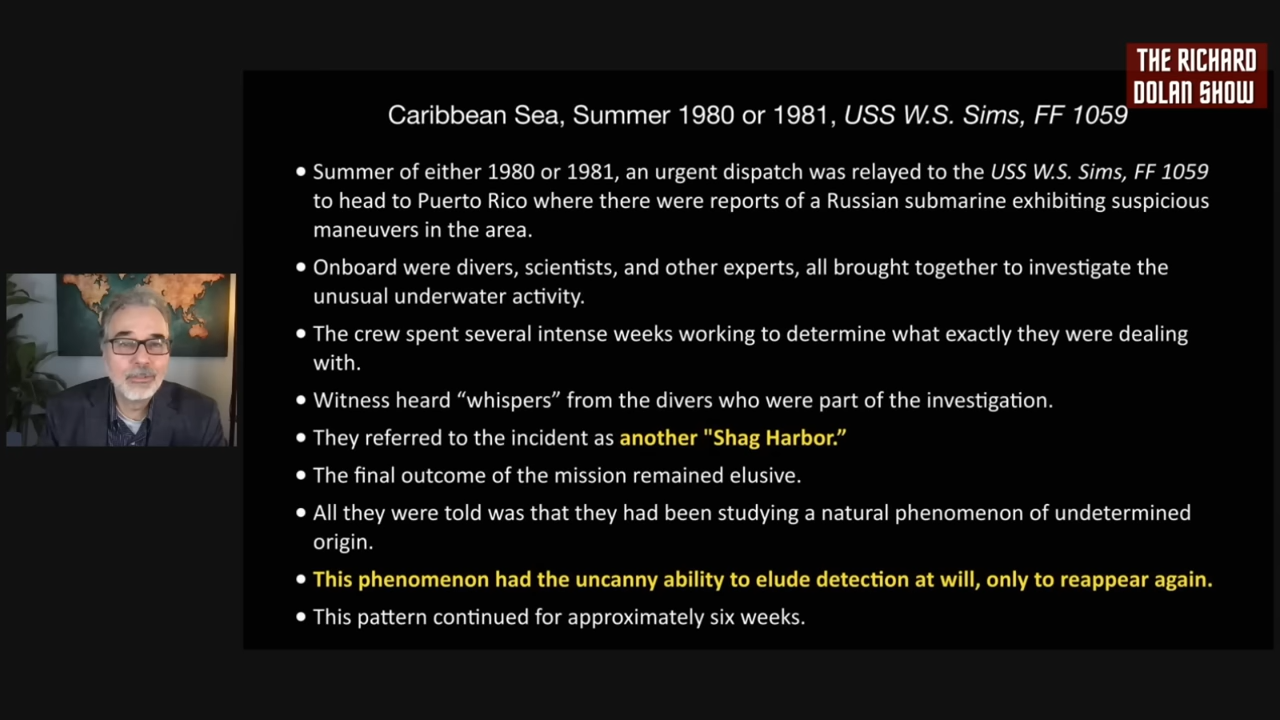 THE RICHARD
DOLAN SHOW
Caribbean Sea, Summer 1980 or 1981, USS W.S. Sims, FF 1059
• Summer of either 1980 or 1981, an urgent dispatch was relayed to the USS W.S. Sims, FF 1059
to head to Puerto Rico where there were reports of a Russian submarine exhibiting suspicious
maneuvers in the area.
• Onboard were divers, scientists, and other experts, all brought together to investigate the
unusual underwater activity.
• The crew spent several intense weeks working to determine what exactly they were dealing
with.
• Witness heard “whispers” from the divers who were part of the investigation.
• They referred to the incident as another "Shag Harbor.”
• The final outcome of the mission remained elusive.
• All they were told was that they had been studying a natural phenomenon of undetermined
origin.
• This phenomenon had the uncanny ability to elude detection at will, only to reappear again.
• This pattern continued for approximately six weeks.